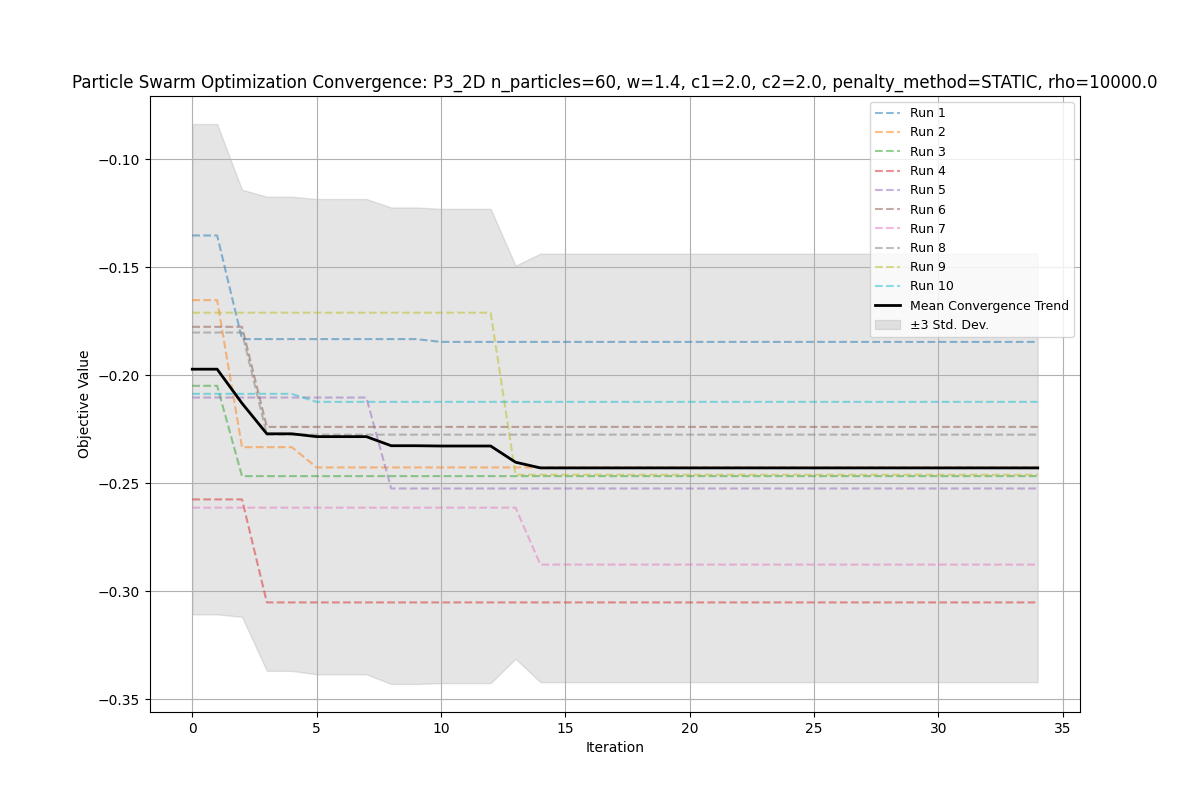 Particle Swarm Optimization Convergence: P3_2D n_particles=60, w=1.4, c1=2.0, c2=2.0, penalty_method=STATIC, rho=10000.0
Run 1
Run 2
Run 3
Run 4
Run 5
Run 6
Run 7
Run 8
Run 9
Run 10
Mean Convergence Trend
±3 Std. Dev.
Objective Value
−0.10
−0.15
−0.20
−0.25
−0.30
−0.35
0 5 10 15 20 25 30 35
Iteration